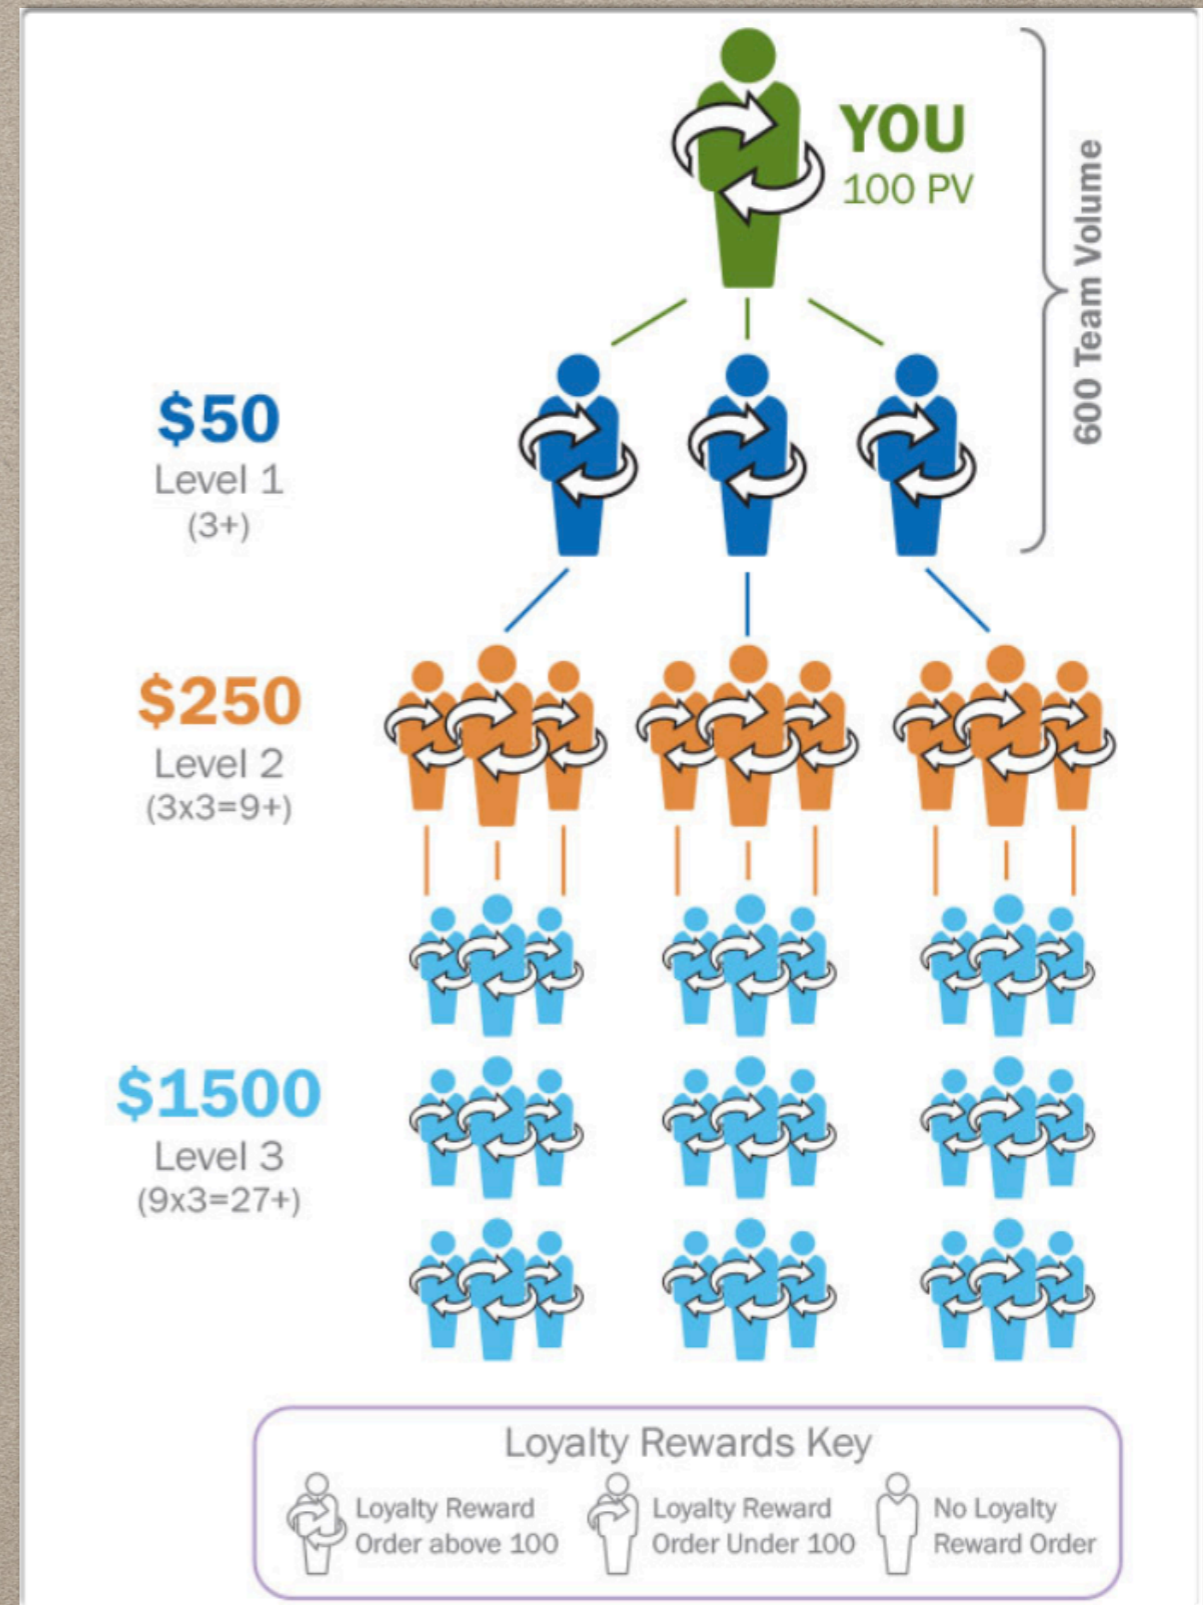 YOU
100 PV
600 Team Volume
$50
Level 1
(3+)
$250
Level 2
(3x3=9+)
$1500
Level 3
(9x3=27+)
Loyalty Rewards Key
Loyalty Reward
Order above 100
Loyalty Reward
Order Under 100
No Loyalty
Reward Order